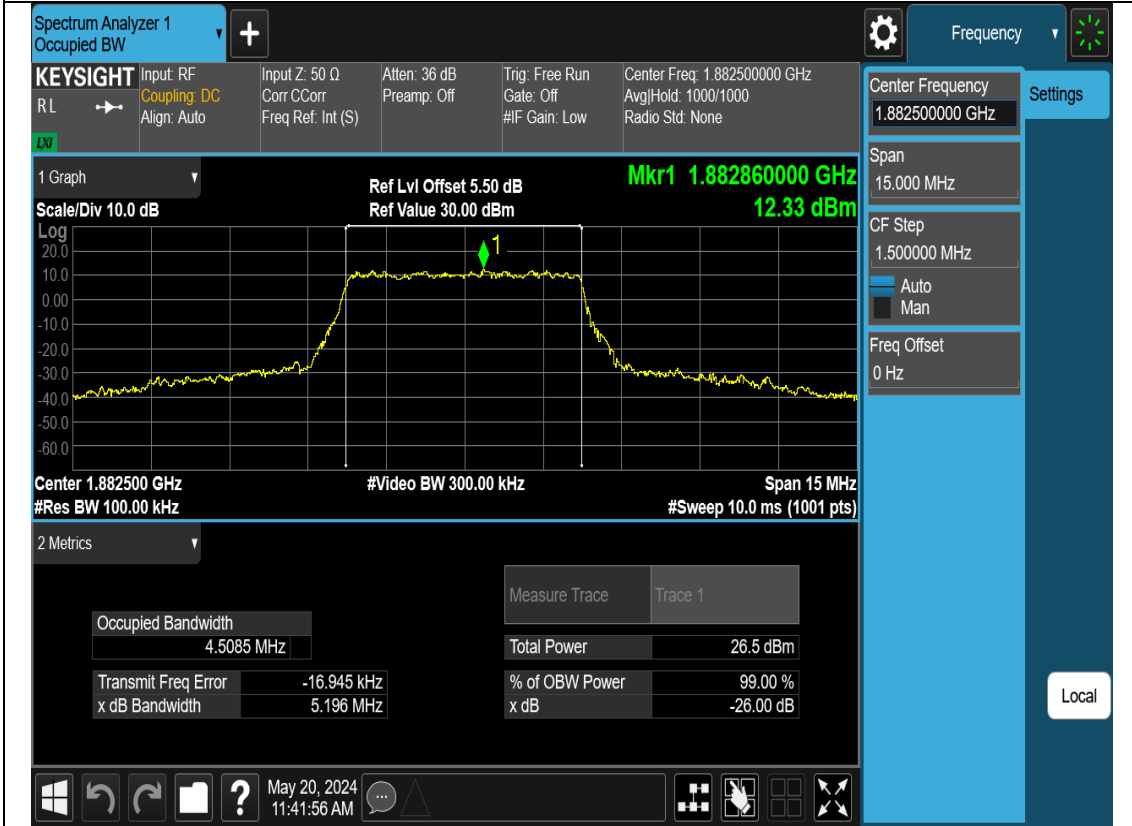 Spectrum Analyzer 1
Occupied BW
+
Frequency
KEYSIGHT
R L
LXI
Input: RF
Coupling: DC
Align: Auto
Input Z: 50 Ω
Corr CCorr
Freq Ref: Int (S)
Atten: 36 dB
Preamp: Off
Trig: Free Run
Gate: Off
#IF Gain: Low
Center Freq: 1.882500000 GHz
Avg|Hold: 1000/1000
Radio Std: None
Center Frequency
1.882500000 GHz
Settings
Span
15.000 MHz
CF Step
1.500000 MHz
Auto
Man
Freq Offset
0 Hz
Local
1 Graph
Scale/Div 10.0 dB
Ref Lvl Offset 5.50 dB
Ref Value 30.00 dBm
Mkr1 1.882860000 GHz
12.33 dBm
Log
1
20.0
10.0
0.00
-10.0
-20.0
-30.0
-40.0
-50.0
-60.0
Center 1.882500 GHz
#Res BW 100.00 kHz
#Video BW 300.00 kHz
Span 15 MHz
#Sweep 10.0 ms (1001 pts)
2 Metrics
Measure Trace Trace 1
Occupied Bandwidth
4.5085 MHz
Total Power 26.5 dBm
Transmit Freq Error -16.945 kHz
% of OBW Power 99.00 %
x dB Bandwidth 5.196 MHz
x dB -26.00 dB
?
May 20, 2024
11:41:56 AM